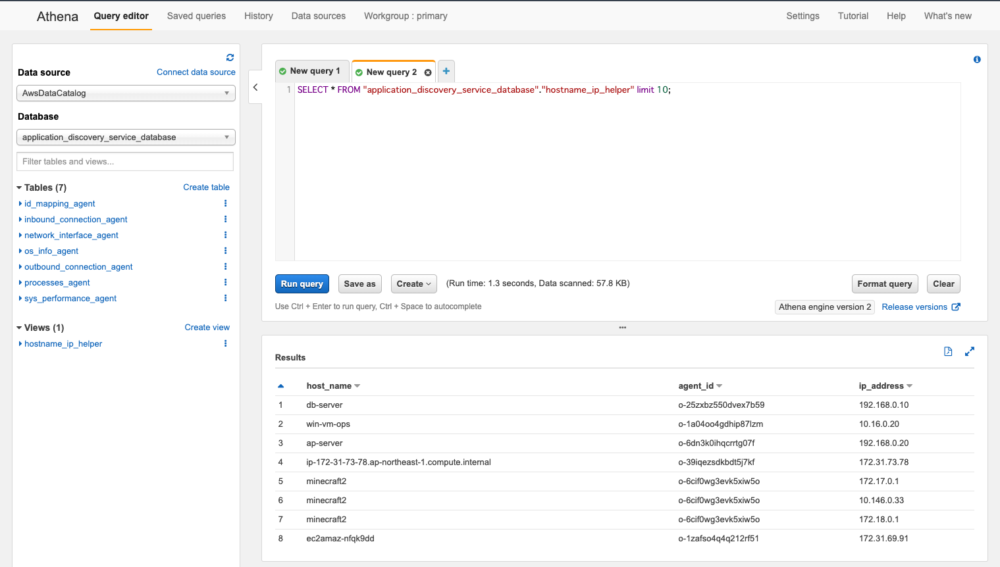 Athena Query editor Saved queries History Data sources Workgroup : primary Settings Tutorial Help What's new
Data source Connect data source
AwsDataCatalog
Database
application_discovery_service_database
Filter tables and views...
Tables (7) Create table
id_mapping_agent
inbound_connection_agent
network_interface_agent
os_info_agent
outbound_connection_agent
processes_agent
sys_performance_agent
Views (1) Create view
hostname_ip_helper
New query 1 New query 2
1 SELECT * FROM "application_discovery_service_database"."hostname_ip_helper" limit 10;
Run query Save as Create (Run time: 1.3 seconds, Data scanned: 57.8 KB) Format query Clear
Use Ctrl + Enter to run query, Ctrl + Space to autocomplete Athena engine version 2 Release versions
Results
host_name agent_id ip_address
1 db-server o-25zxbz550dvex7b59 192.168.0.10
2 win-vm-ops o-1a04oo4gdhip87lzm 10.16.0.20
3 ap-server o-6dn3k0ihqcrrtg07f 192.168.0.20
4 ip-172-31-73-78.ap-northeast-1.compute.internal o-39iqezsdkbdt5j7kf 172.31.73.78
5 minecraft2 o-6cif0wg3evk5xiw5o 172.17.0.1
6 minecraft2 o-6cif0wg3evk5xiw5o 10.146.0.33
7 minecraft2 o-6cif0wg3evk5xiw5o 172.18.0.1
8 ec2amaz-nfqk9dd o-1zafso4q4q212rf51 172.31.69.91